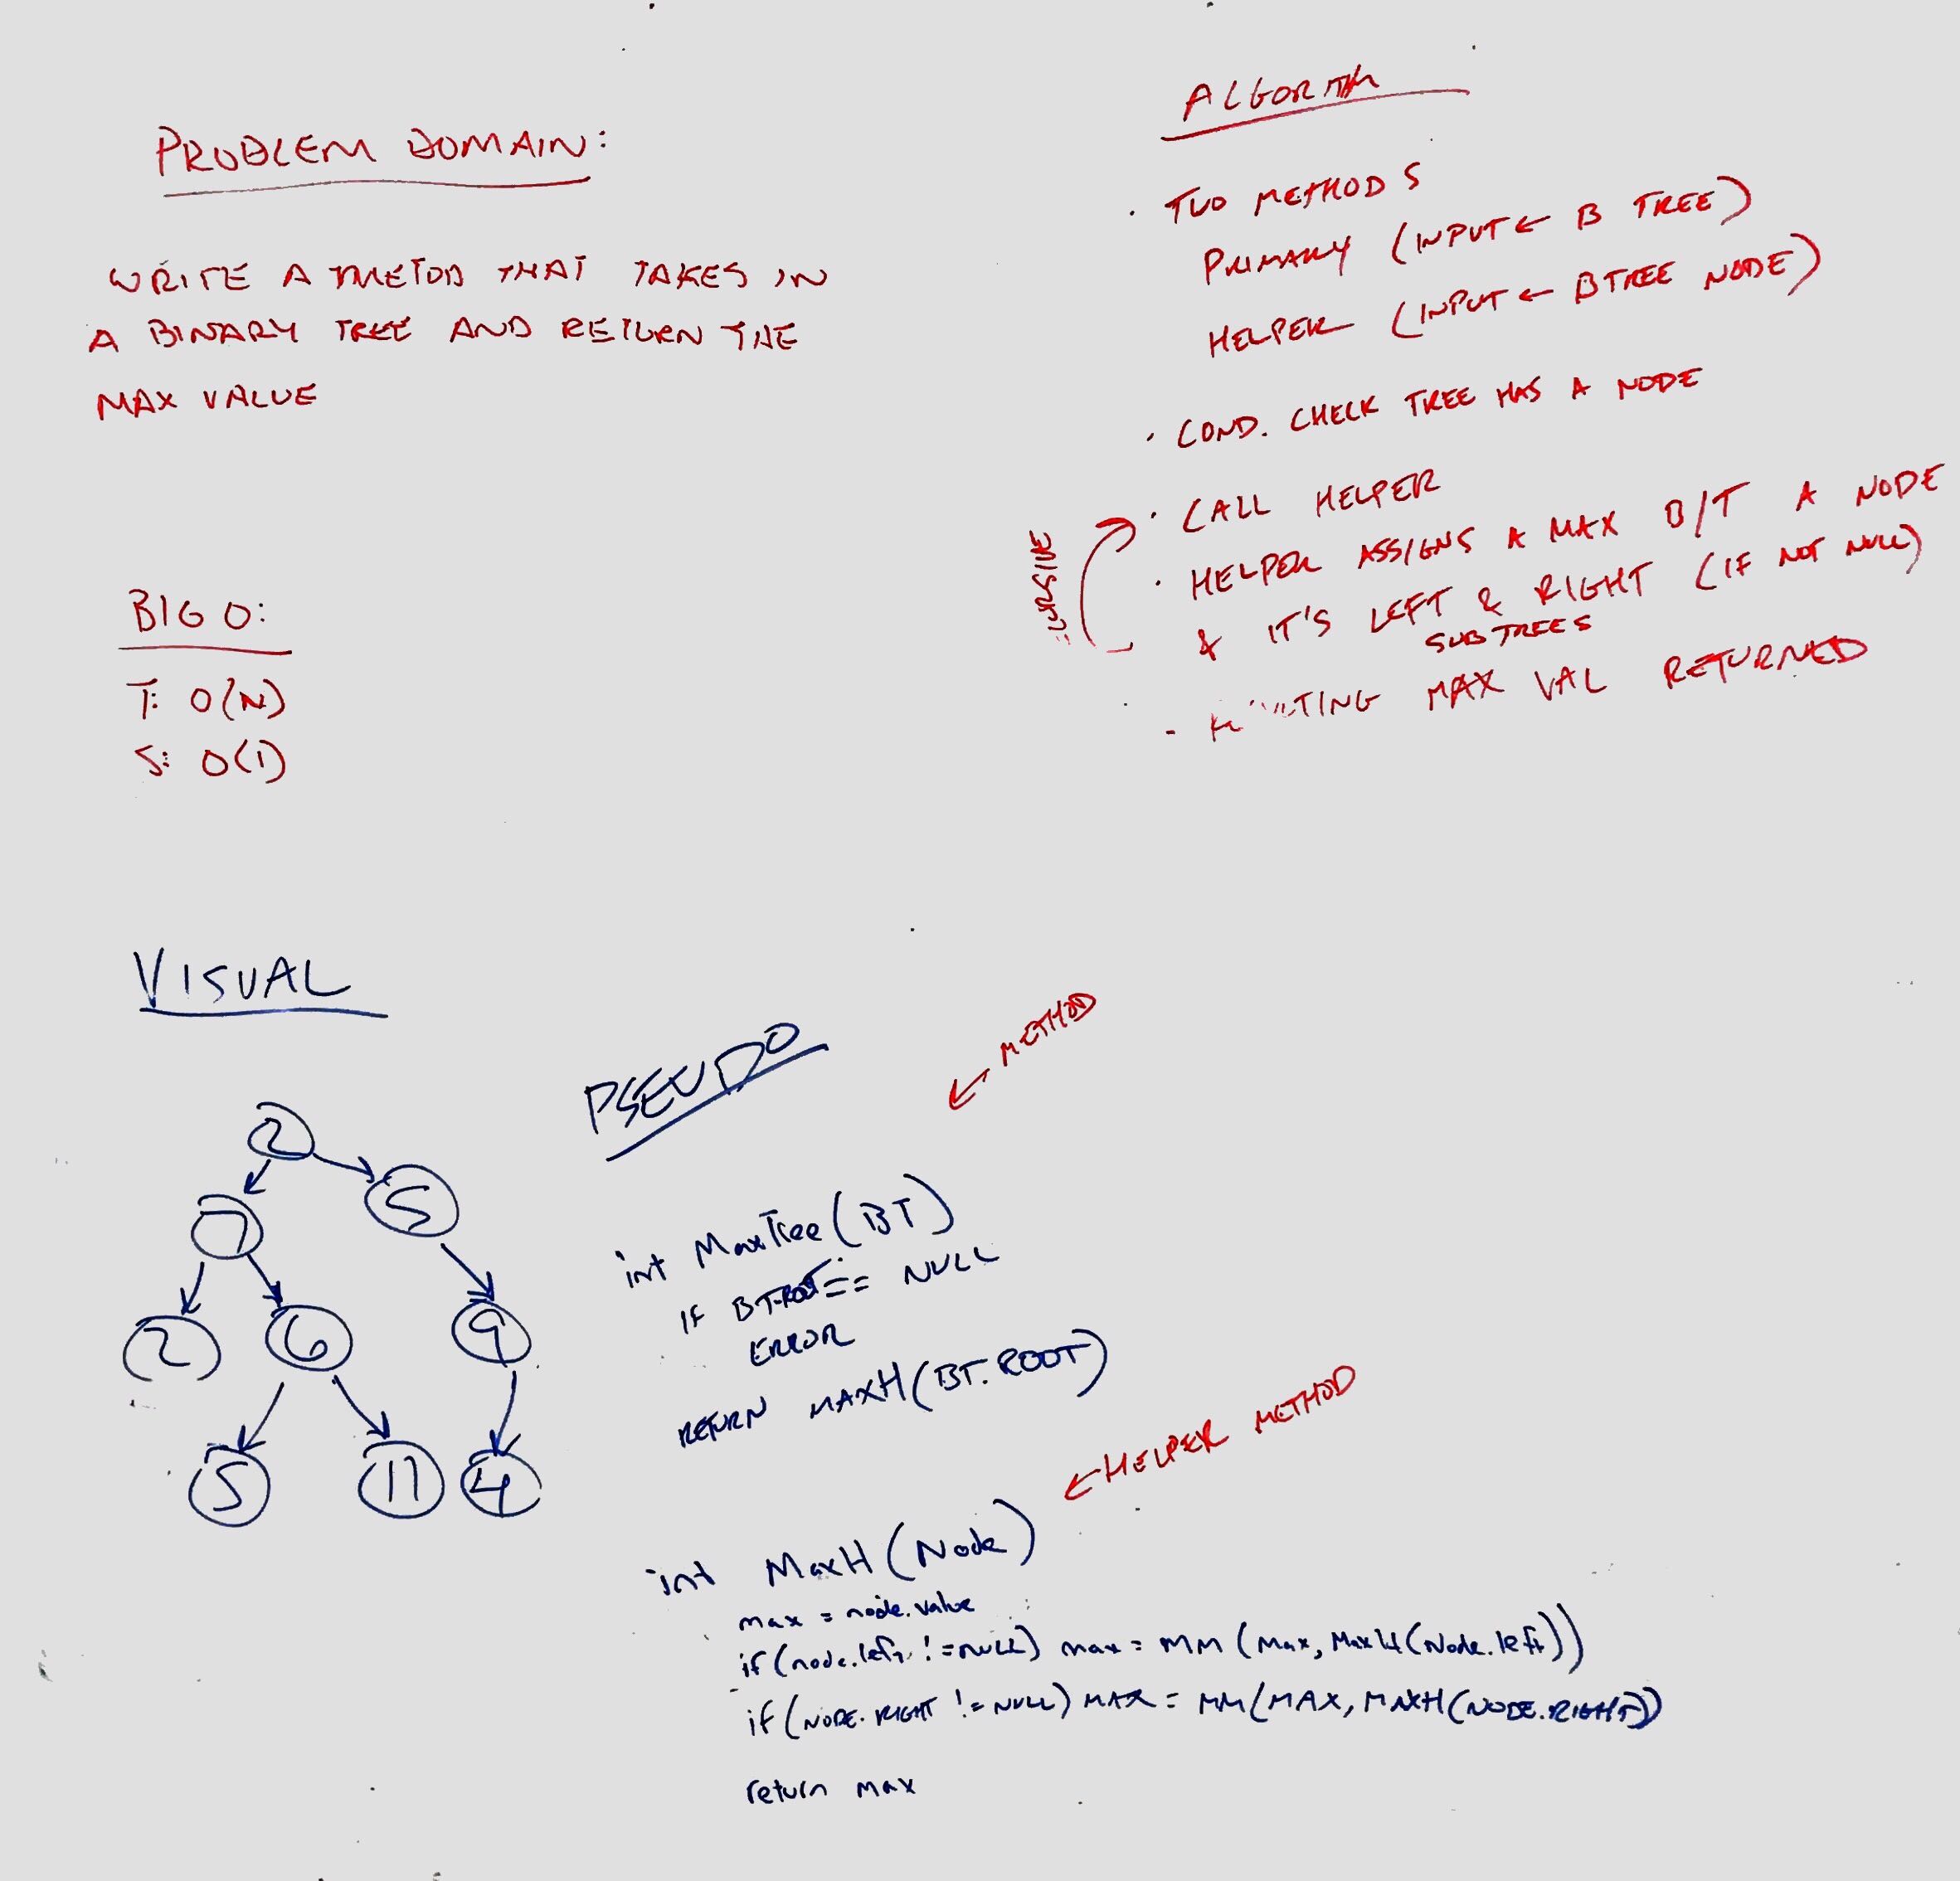 PROBLEM DOMAIN:
WRITE A METOD THAT TAKES IN
A BINARY TREE AND RETURN THE
MAX VALUE
BIG O:
T: O(N)
S: O(1)
ALGORITM
· TWO METHODS
PRIMARY (INPUT ← B TREE)
HELPER (INPUT ← BTREE NODE)
· COND. CHECK TREE HAS A NODE
· CALL HELPER
· HELPER ASSIGNS A MAX B/T A NODE
& IT'S LEFT & RIGHT (IF NOT NULL)
SUBTREES
- MAX VAL RETURNED
VISUAL
2
7
5
2
6
9
5
11
4
PSEUDO
← METHOD
int MaxTree (BT)
IF BT.ROOT == NULL
ERROR
RETURN MAXH (BT.ROOT)
← HELPER METHOD
int MaxH (Node)
max = node.value
if (node.left != NULL) max = MM (Max, MaxH (Node.left))
if (NODE.RIGHT != NULL) MAX = MM (MAX, MAXH (NODE.RIGHT))
return max